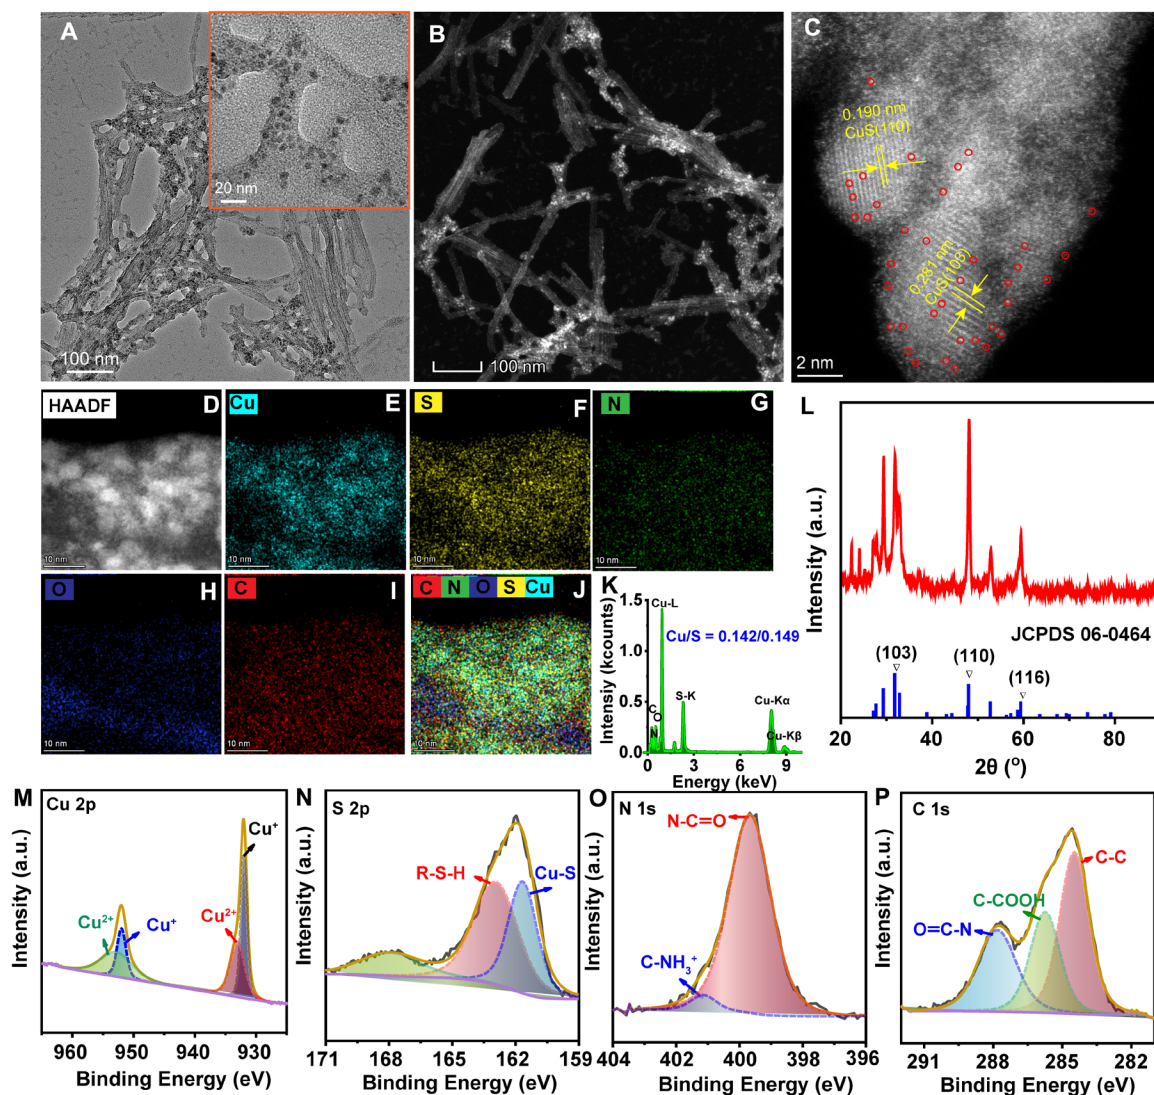 A
20 nm
100 nm
B
100 nm
C
0.190 nm
CuS(110)
0.281 nm
CuS(103)
2 nm
HAADF
D
10 nm
Cu
E
10 nm
S
F
10 nm
N
G
10 nm
O
H
10 nm
C
I
10 nm
C N O S Cu
J
10 nm
K
Intensiy (kcounts)
1.5
1.0
0.5
0.0
Cu-L
Cu/S = 0.142/0.149
C
O
N
S-K
Cu-Kα
Cu-Kβ
0 3 6 9
Energy (keV)
L
Intensity (a.u.)
JCPDS 06-0464
(103)
(110)
(116)
20 40 60 80
2θ (°)
M
Cu 2p
Intensity (a.u.)
Cu²⁺
Cu⁺
Cu²⁺
Cu⁺
960 950 940 930
Binding Energy (eV)
N
S 2p
Intensity (a.u.)
R-S-H
Cu-S
171 168 165 162 159
Binding Energy (eV)
O
N 1s
Intensity (a.u.)
N-C=O
C-NH₃⁺
404 402 400 398 396
Binding Energy (eV)
P
C 1s
Intensity (a.u.)
C-C
C-COOH
O=C-N
291 288 285 282
Binding Energy (eV)